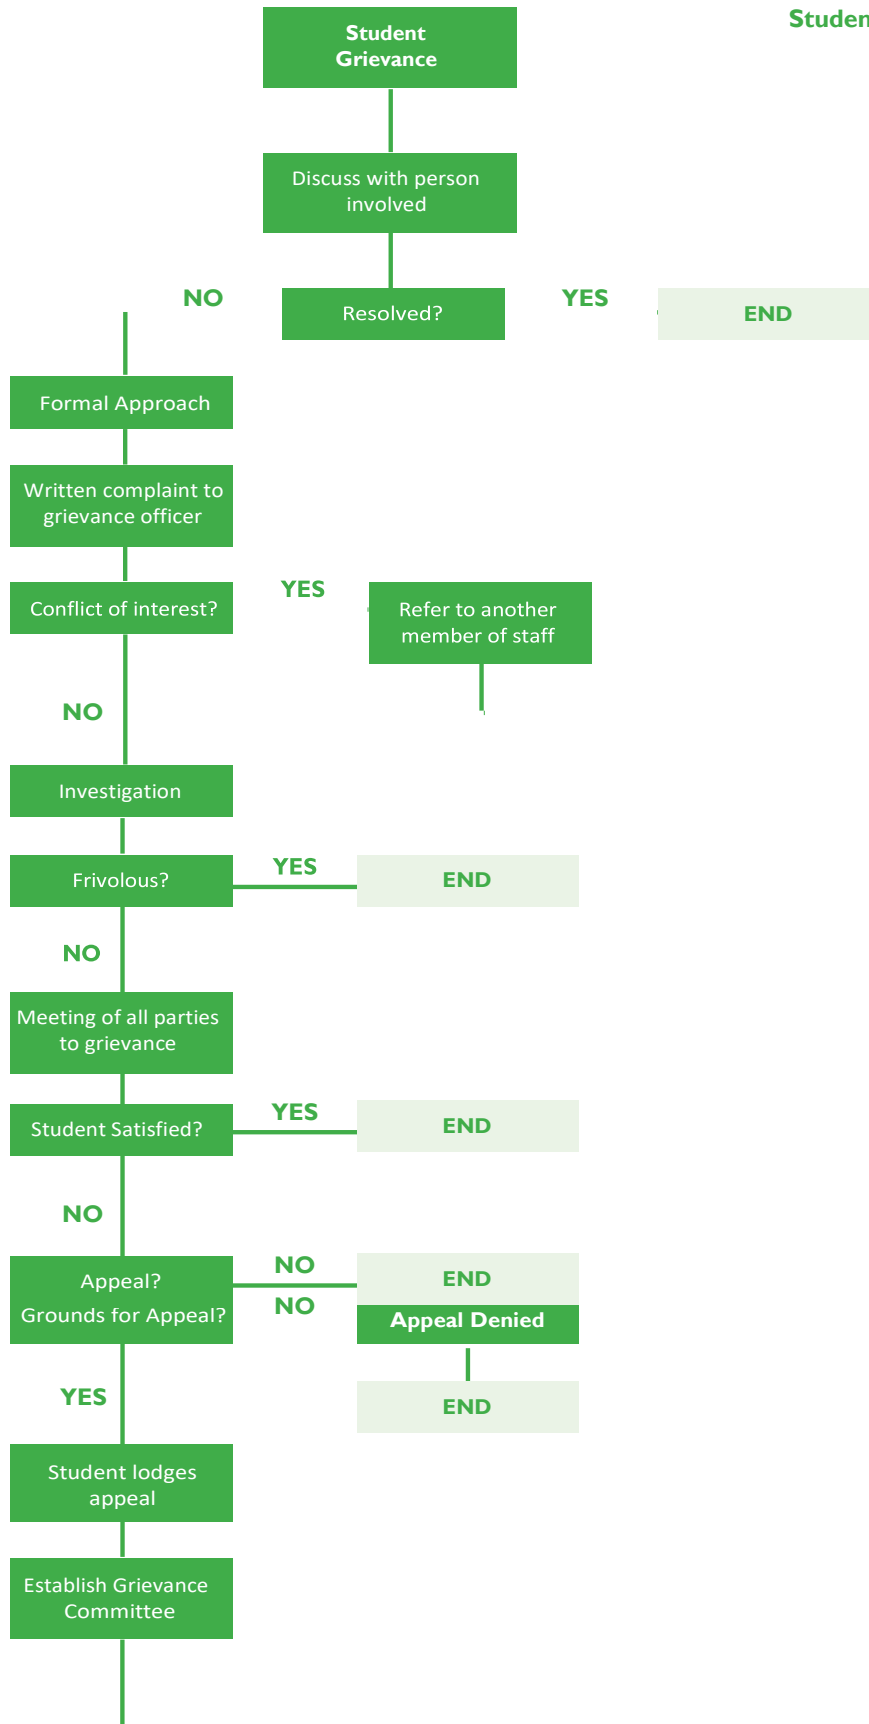 Studen
Student
Grievance
Discuss with person
involved
NO
Resolved?
YES
END
Formal Approach
Written complaint to
grievance officer
Conflict of interest?
YES
Refer to another
member of staff
NO
Investigation
Frivolous?
YES
END
NO
Meeting of all parties
to grievance
Student Satisfied?
YES
END
NO
Appeal?
Grounds for Appeal?
NO
END
NO
Appeal Denied
END
YES
Student lodges
appeal
Establish Grievance
Committee